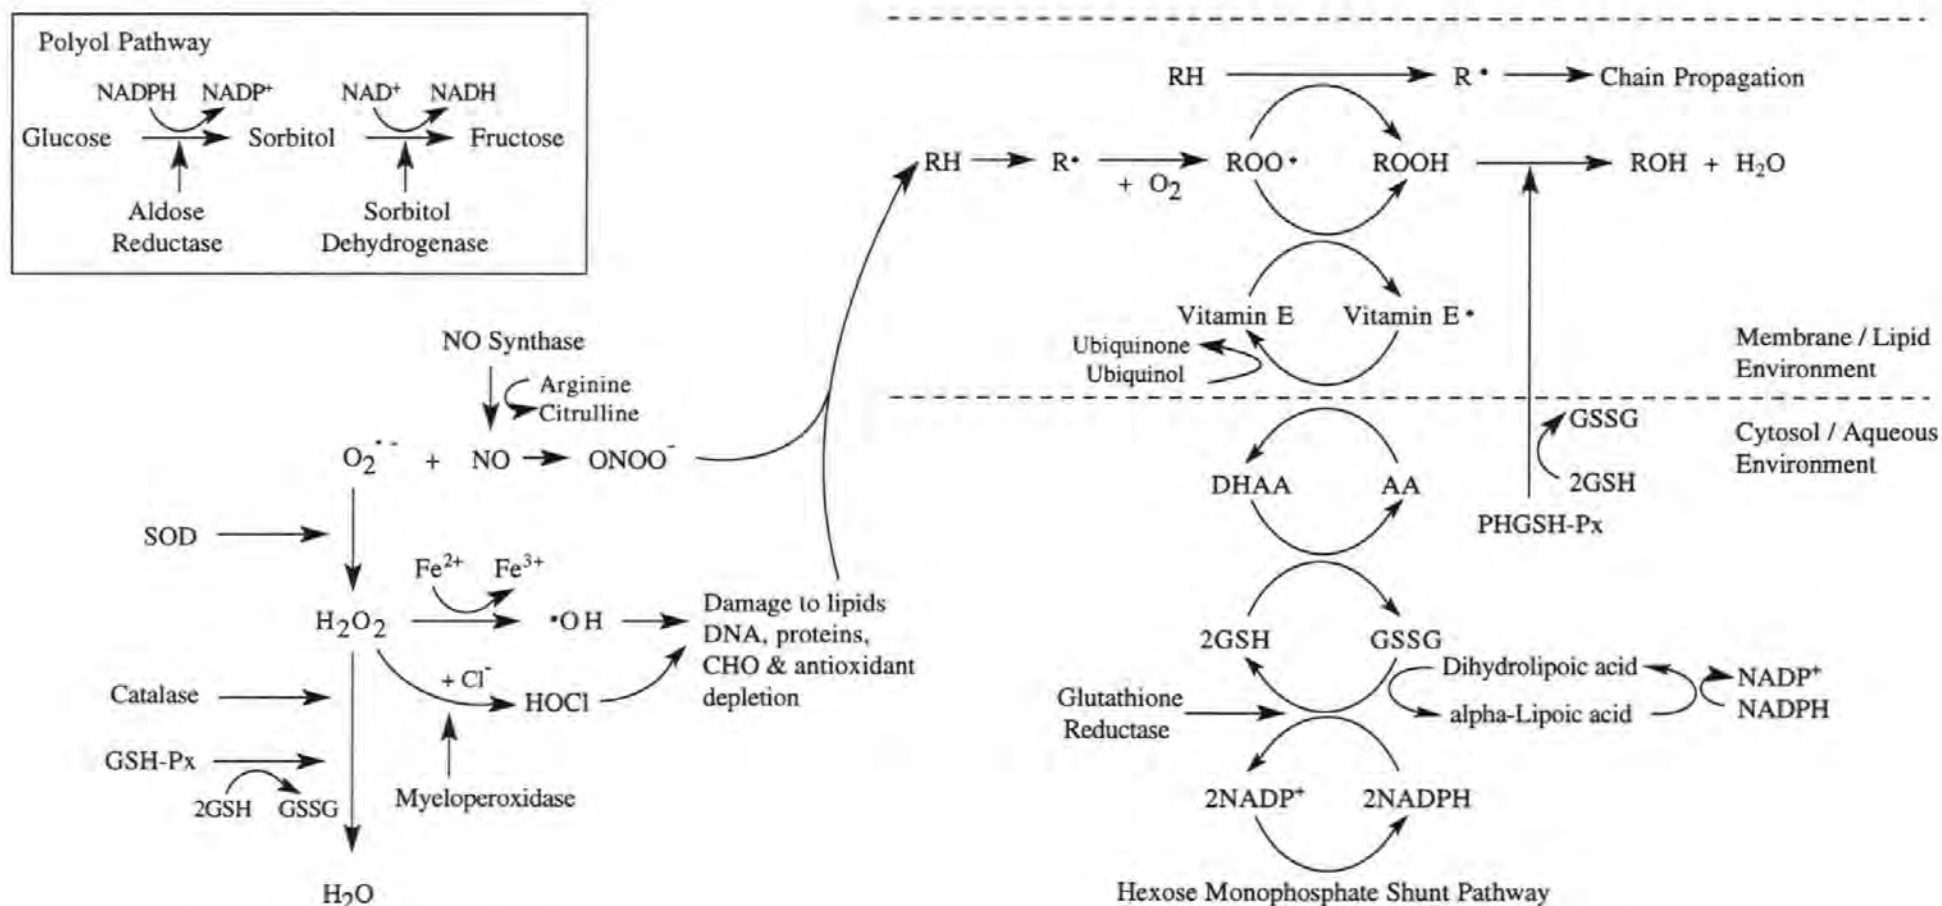 Polyol Pathway
NADPH NADP⁺ NAD⁺ NADH
Glucose Sorbitol Fructose
Aldose
Reductase
Sorbitol
Dehydrogenase
NO Synthase
Arginine
Citrulline
O₂•⁻ + NO ONOO⁻
SOD
Fe²⁺ Fe³⁺
H₂O₂ •OH
+ Cl⁻
HOCl
Damage to lipids
DNA, proteins,
CHO & antioxidant
depletion
Catalase
GSH-Px
2GSH GSSG
Myeloperoxidase
H₂O
RH R• Chain Propagation
RH R• + O₂ ROO• ROOH ROH + H₂O
Vitamin E Vitamin E•
Ubiquinone
Ubiquinol
Membrane / Lipid
Environment
Cytosol / Aqueous
Environment
GSSG
2GSH
PHGSH-Px
DHAA AA
2GSH GSSG
Dihydrolipoic acid
alpha-Lipoic acid
NADP⁺
NADPH
Glutathione
Reductase
2NADP⁺ 2NADPH
Hexose Monophosphate Shunt Pathway